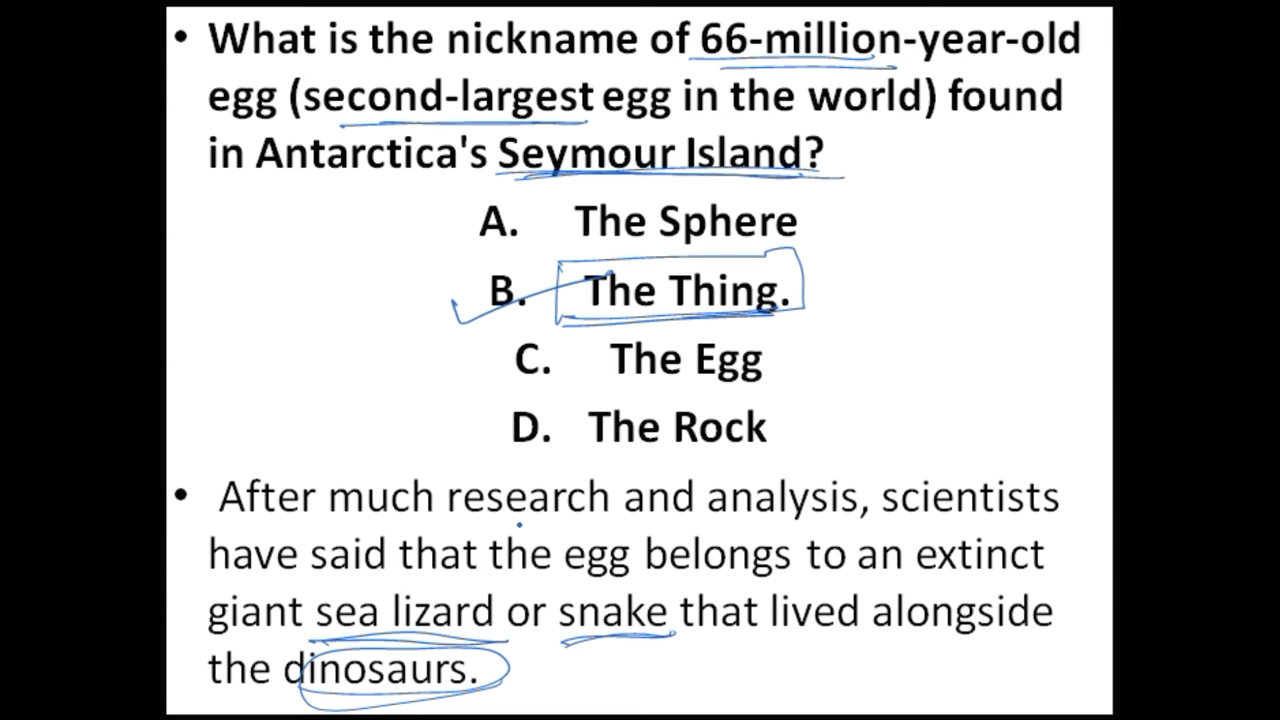 • What is the nickname of 66-million-year-old
egg (second-largest egg in the world) found
in Antarctica's Seymour Island?
A. The Sphere
B. The Thing.
C. The Egg
D. The Rock
• After much research and analysis, scientists
have said that the egg belongs to an extinct
giant sea lizard or snake that lived alongside
the dinosaurs.